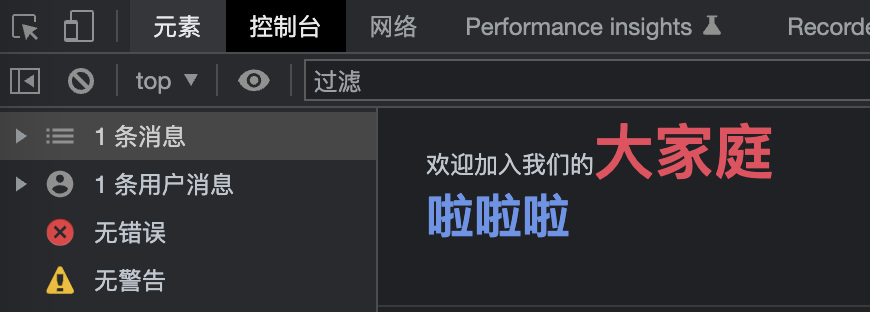 元素 控制台 网络 Performance insights Recorde
top 过滤
1 条消息
1 条用户消息
无错误
无警告
欢迎加入我们的大家庭
啦啦啦